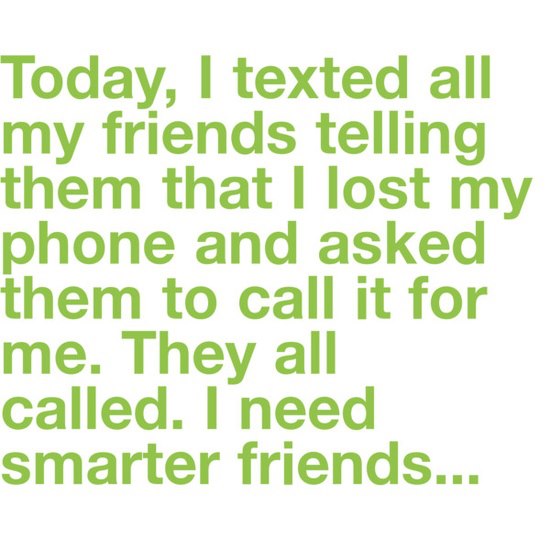 Today, I texted all
my friends telling
them that I lost my
phone and asked
them to call it for
me. They all
called. I need
smarter friends...